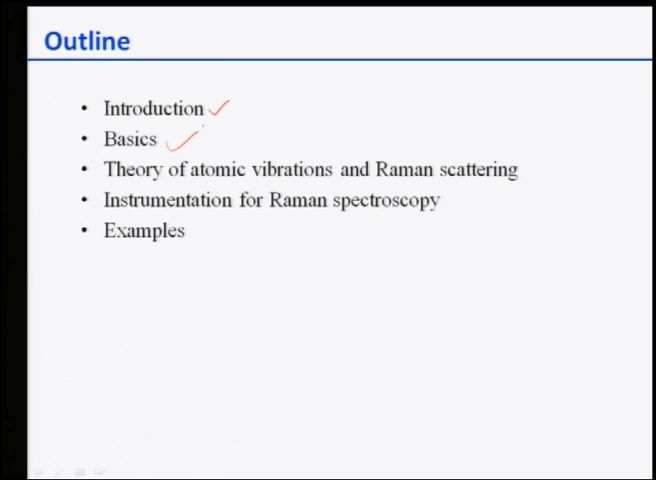 Outline
• Introduction
• Basics
• Theory of atomic vibrations and Raman scattering
• Instrumentation for Raman spectroscopy
• Examples